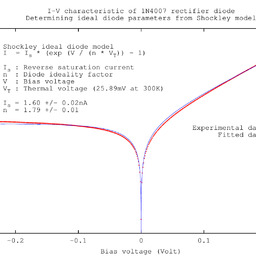 I-V characteristic of 1N4007 rectifier diode
Determining ideal diode parameters from Shockley model
Shockley ideal diode model
I = Is * (exp (V / (n * VT)) - 1)
Is : Reverse saturation current
n : Diode ideality factor
V : Bias voltage
VT : Thermal voltage (25.89mV at 300K)
Is = 1.60 +/- 0.02nA
n = 1.79 +/- 0.01
Experimental da
Fitted da
-0.2 -0.1 0 0.1
Bias voltage (Volt)